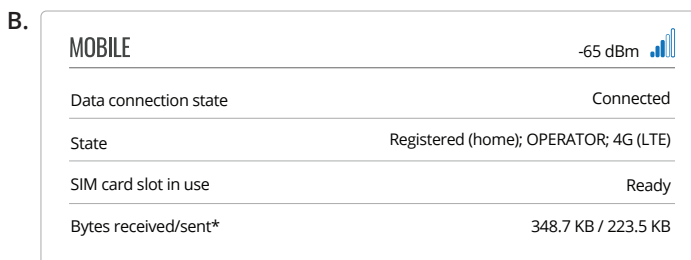 B.
MOBILE -65 dBm
Data connection state Connected
State Registered (home); OPERATOR; 4G (LTE)
SIM card slot in use Ready
Bytes received/sent* 348.7 KB / 223.5 KB